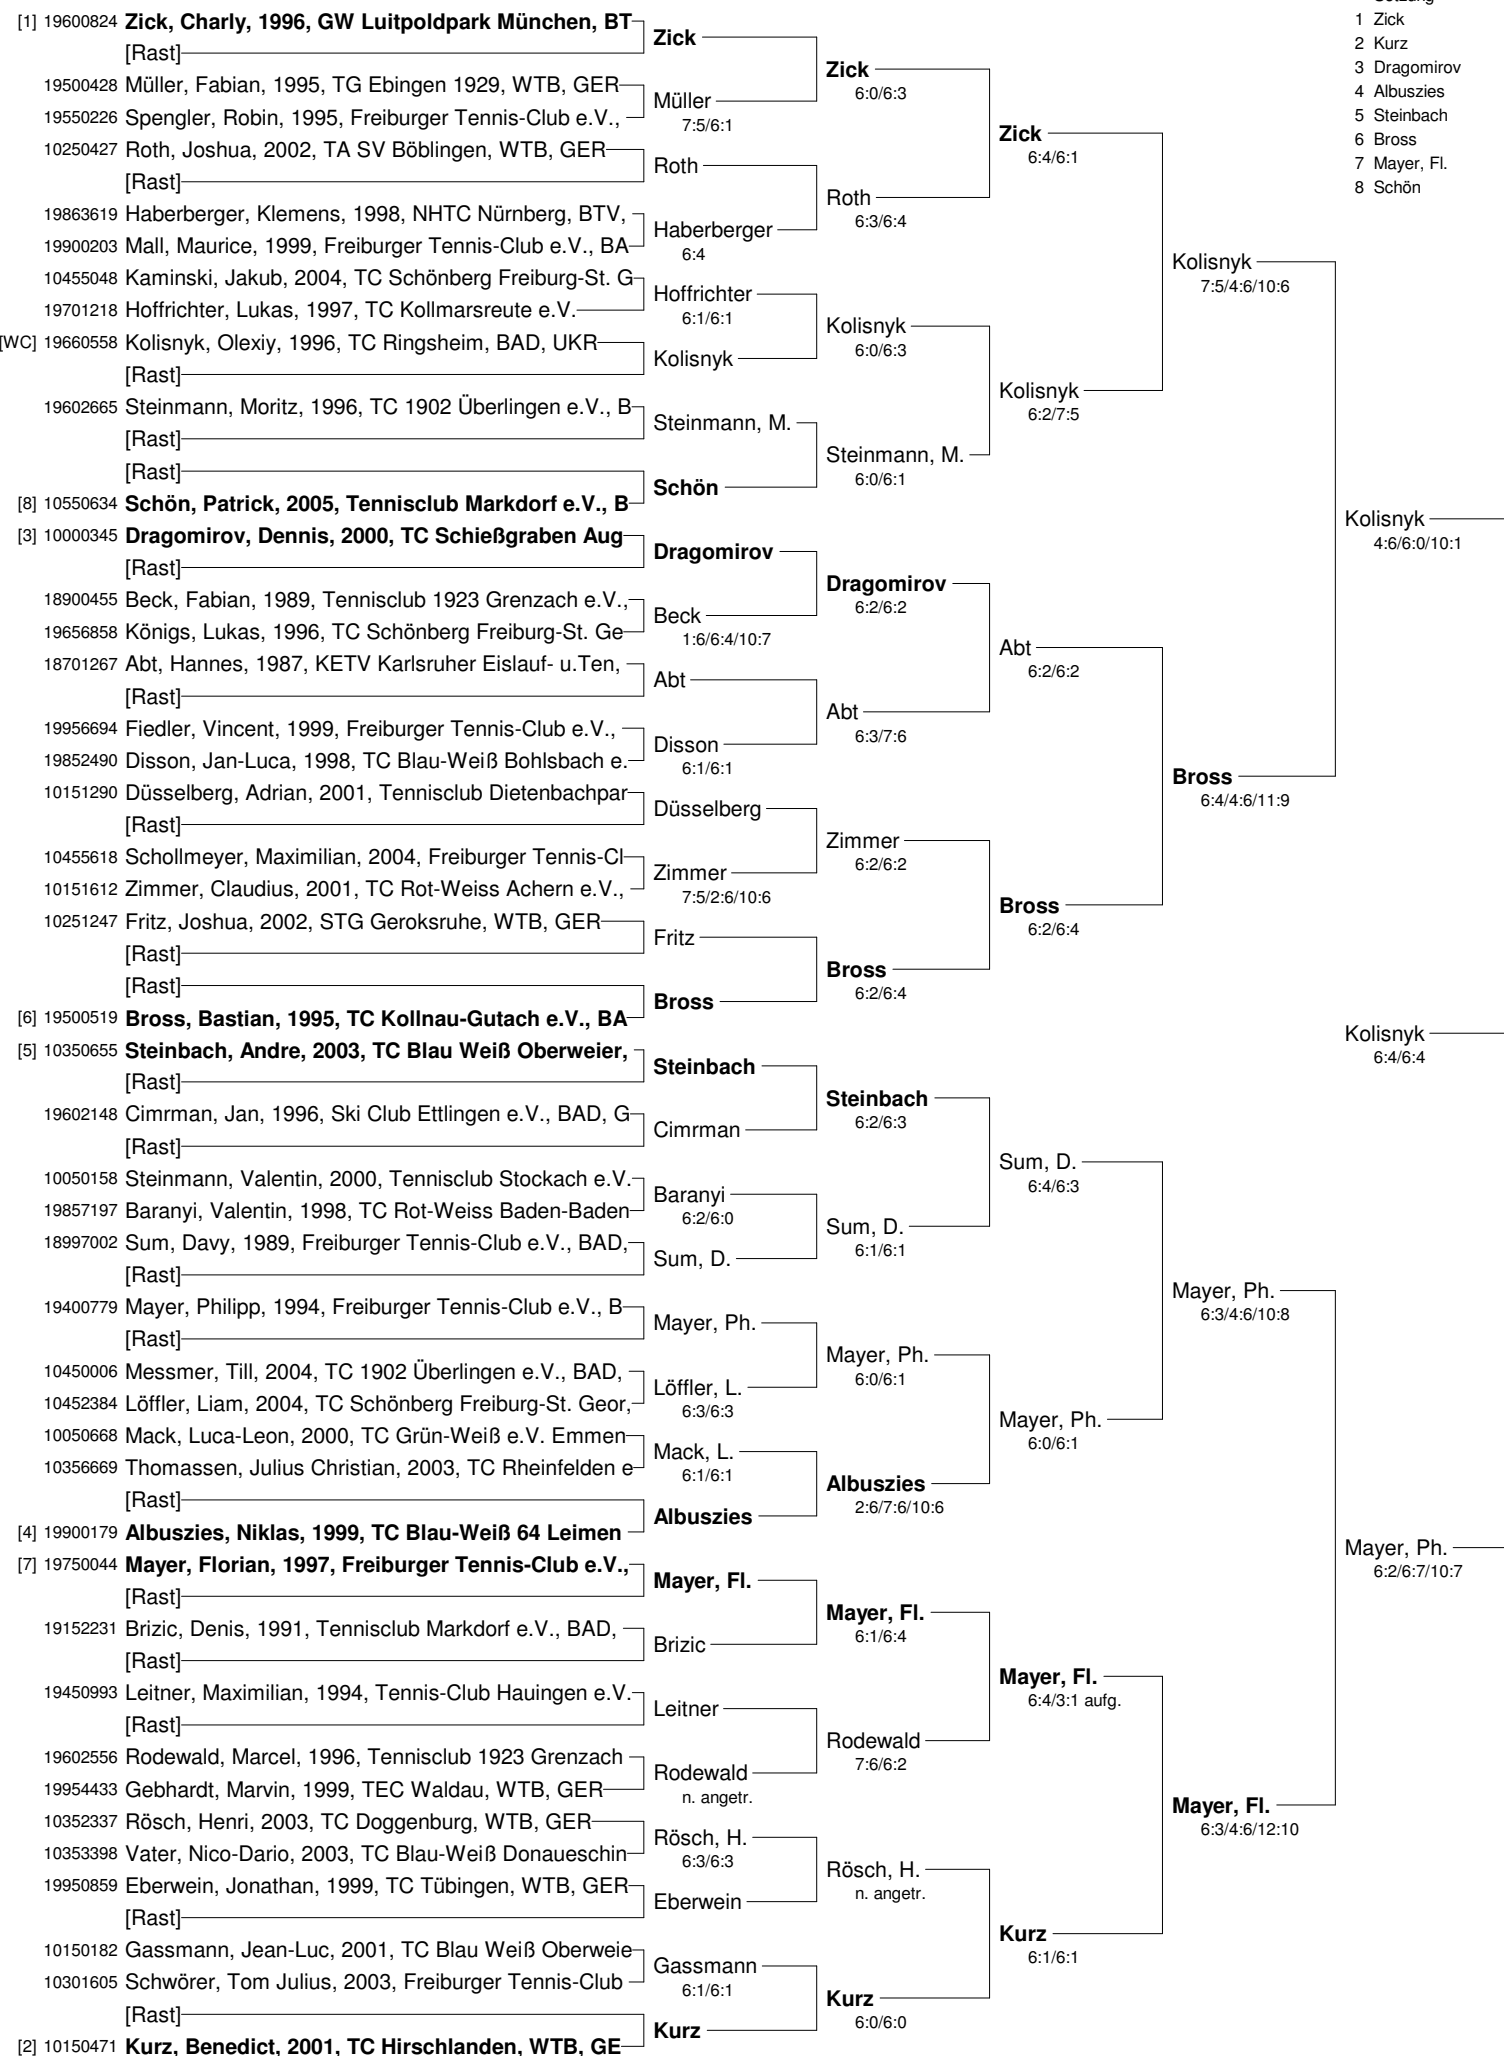 [1] 19600824 Zick, Charly, 1996, GW Luitpoldpark München, BT
[Rast]
19500428 Müller, Fabian, 1995, TG Ebingen 1929, WTB, GER
19550226 Spengler, Robin, 1995, Freiburger Tennis-Club e.V.,
10250427 Roth, Joshua, 2002, TA SV Böblingen, WTB, GER
[Rast]
19863619 Haberberger, Klemens, 1998, NHTC Nürnberg, BTV,
19900203 Mall, Maurice, 1999, Freiburger Tennis-Club e.V., BA
10455048 Kaminski, Jakub, 2004, TC Schönberg Freiburg-St. G
19701218 Hoffrichter, Lukas, 1997, TC Kollmarsreute e.V.
[WC] 19660558 Kolisnyk, Olexiy, 1996, TC Ringsheim, BAD, UKR
[Rast]
19602665 Steinmann, Moritz, 1996, TC 1902 Überlingen e.V., B
[Rast]
[Rast]
[8] 10550634 Schön, Patrick, 2005, Tennisclub Markdorf e.V., B
[3] 10000345 Dragomirov, Dennis, 2000, TC Schießgraben Aug
[Rast]
18900455 Beck, Fabian, 1989, Tennisclub 1923 Grenzach e.V.,
19656858 Königs, Lukas, 1996, TC Schönberg Freiburg-St. Ge
18701267 Abt, Hannes, 1987, KETV Karlsruher Eislauf- u.Ten,
[Rast]
19956694 Fiedler, Vincent, 1999, Freiburger Tennis-Club e.V.,
19852490 Disson, Jan-Luca, 1998, TC Blau-Weiß Bohlsbach e.
10151290 Düsselberg, Adrian, 2001, Tennisclub Dietenbachpar
[Rast]
10455618 Schollmeyer, Maximilian, 2004, Freiburger Tennis-Cl
10151612 Zimmer, Claudius, 2001, TC Rot-Weiss Achern e.V.,
10251247 Fritz, Joshua, 2002, STG Geroksruhe, WTB, GER
[Rast]
[Rast]
[6] 19500519 Bross, Bastian, 1995, TC Kollnau-Gutach e.V., BA
[5] 10350655 Steinbach, Andre, 2003, TC Blau Weiß Oberweier,
[Rast]
19602148 Cimrman, Jan, 1996, Ski Club Ettlingen e.V., BAD, G
[Rast]
10050158 Steinmann, Valentin, 2000, Tennisclub Stockach e.V.
19857197 Baranyi, Valentin, 1998, TC Rot-Weiss Baden-Baden
18997002 Sum, Davy, 1989, Freiburger Tennis-Club e.V., BAD,
[Rast]
19400779 Mayer, Philipp, 1994, Freiburger Tennis-Club e.V., B
[Rast]
10450006 Messmer, Till, 2004, TC 1902 Überlingen e.V., BAD,
10452384 Löffler, Liam, 2004, TC Schönberg Freiburg-St. Geor,
10050668 Mack, Luca-Leon, 2000, TC Grün-Weiß e.V. Emmen
10356669 Thomassen, Julius Christian, 2003, TC Rheinfelden e
[Rast]
[4] 19900179 Albuszies, Niklas, 1999, TC Blau-Weiß 64 Leimen
[7] 19750044 Mayer, Florian, 1997, Freiburger Tennis-Club e.V.,
[Rast]
19152231 Brizic, Denis, 1991, Tennisclub Markdorf e.V., BAD,
[Rast]
19450993 Leitner, Maximilian, 1994, Tennis-Club Hauingen e.V.
[Rast]
19602556 Rodewald, Marcel, 1996, Tennisclub 1923 Grenzach
19954433 Gebhardt, Marvin, 1999, TEC Waldau, WTB, GER
10352337 Rösch, Henri, 2003, TC Doggenburg, WTB, GER
10353398 Vater, Nico-Dario, 2003, TC Blau-Weiß Donaueschin
19950859 Eberwein, Jonathan, 1999, TC Tübingen, WTB, GER
[Rast]
10150182 Gassmann, Jean-Luc, 2001, TC Blau Weiß Oberweie
10301605 Schwörer, Tom Julius, 2003, Freiburger Tennis-Club
[Rast]
[2] 10150471 Kurz, Benedict, 2001, TC Hirschlanden, WTB, GE
Zick
Müller
7:5/6:1
Roth
Haberberger
6:4
Hoffrichter
6:1/6:1
Kolisnyk
Steinmann, M.
Schön
Dragomirov
Beck
1:6/6:4/10:7
Abt
Disson
6:1/6:1
Düsselberg
Zimmer
7:5/2:6/10:6
Fritz
Bross
Steinbach
Cimrman
Baranyi
6:2/6:0
Sum, D.
Mayer, Ph.
Löffler, L.
6:3/6:3
Mack, L.
6:1/6:1
Albuszies
Mayer, Fl.
Brizic
Leitner
Rodewald
n. angetr.
Rösch, H.
6:3/6:3
Eberwein
Gassmann
6:1/6:1
Kurz
Zick
6:0/6:3
Roth
6:3/6:4
Kolisnyk
6:0/6:3
Steinmann, M.
6:0/6:1
Dragomirov
6:2/6:2
Abt
6:3/7:6
Zimmer
6:2/6:2
Bross
6:2/6:4
Steinbach
6:2/6:3
Sum, D.
6:1/6:1
Mayer, Ph.
6:0/6:1
Albuszies
2:6/7:6/10:6
Mayer, Fl.
6:1/6:4
Rodewald
7:6/6:2
Rösch, H.
n. angetr.
Kurz
6:0/6:0
Zick
6:4/6:1
Kolisnyk
6:2/7:5
Abt
6:2/6:2
Bross
6:2/6:4
Sum, D.
6:4/6:3
Mayer, Ph.
6:0/6:1
Mayer, Fl.
6:4/3:1 aufg.
Kurz
6:1/6:1
Kolisnyk
7:5/4:6/10:6
Bross
6:4/4:6/11:9
Mayer, Ph.
6:3/4:6/10:8
Mayer, Fl.
6:3/4:6/12:10
Kolisnyk
4:6/6:0/10:1
Kolisnyk
6:4/6:4
Mayer, Ph.
6:2/6:7/10:7
1 Zick
2 Kurz
3 Dragomirov
4 Albuszies
5 Steinbach
6 Bross
7 Mayer, Fl.
8 Schön